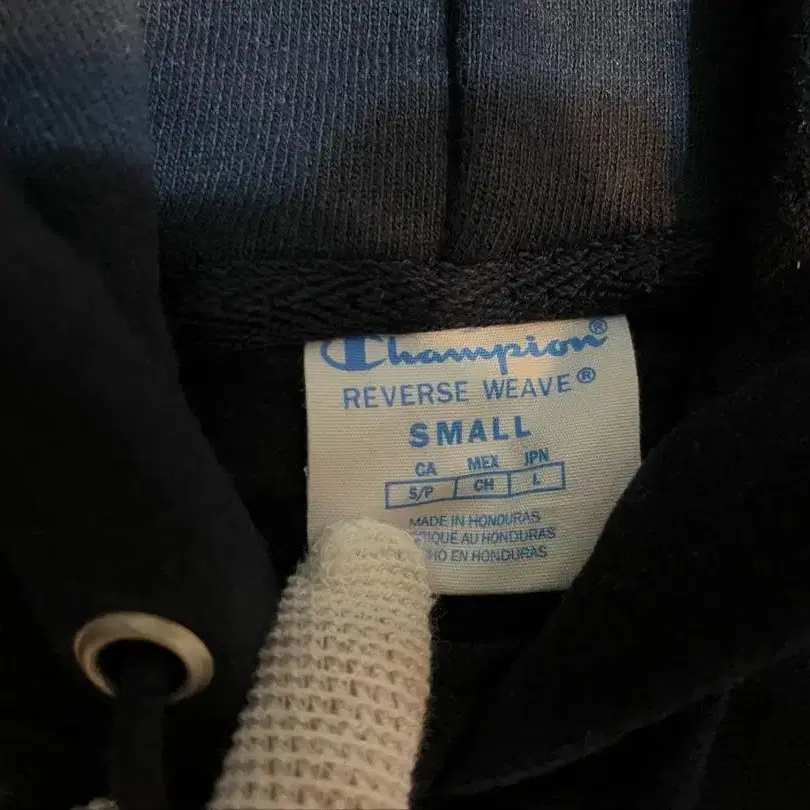 Champion®
REVERSE WEAVE®
SMALL
CA MEX JPN
S/P CH L
MADE IN HONDURAS
AU HONDURAS
EN HONDURAS